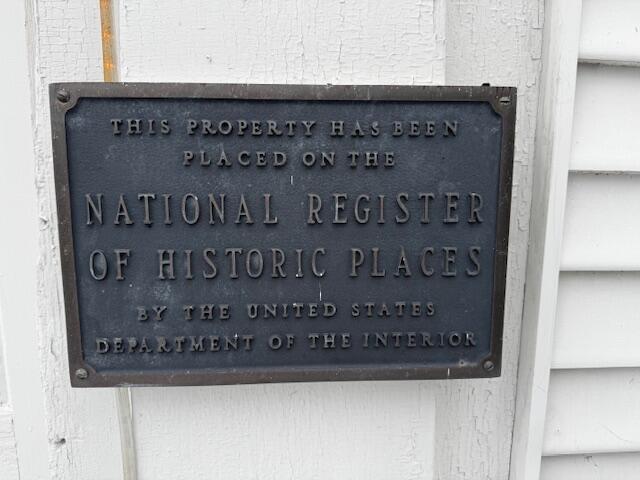 THIS PROPERTY HAS BEEN
PLACED ON THE
NATIONAL REGISTER
OF HISTORIC PLACES
BY THE UNITED STATES
DEPARTMENT OF THE INTERIOR